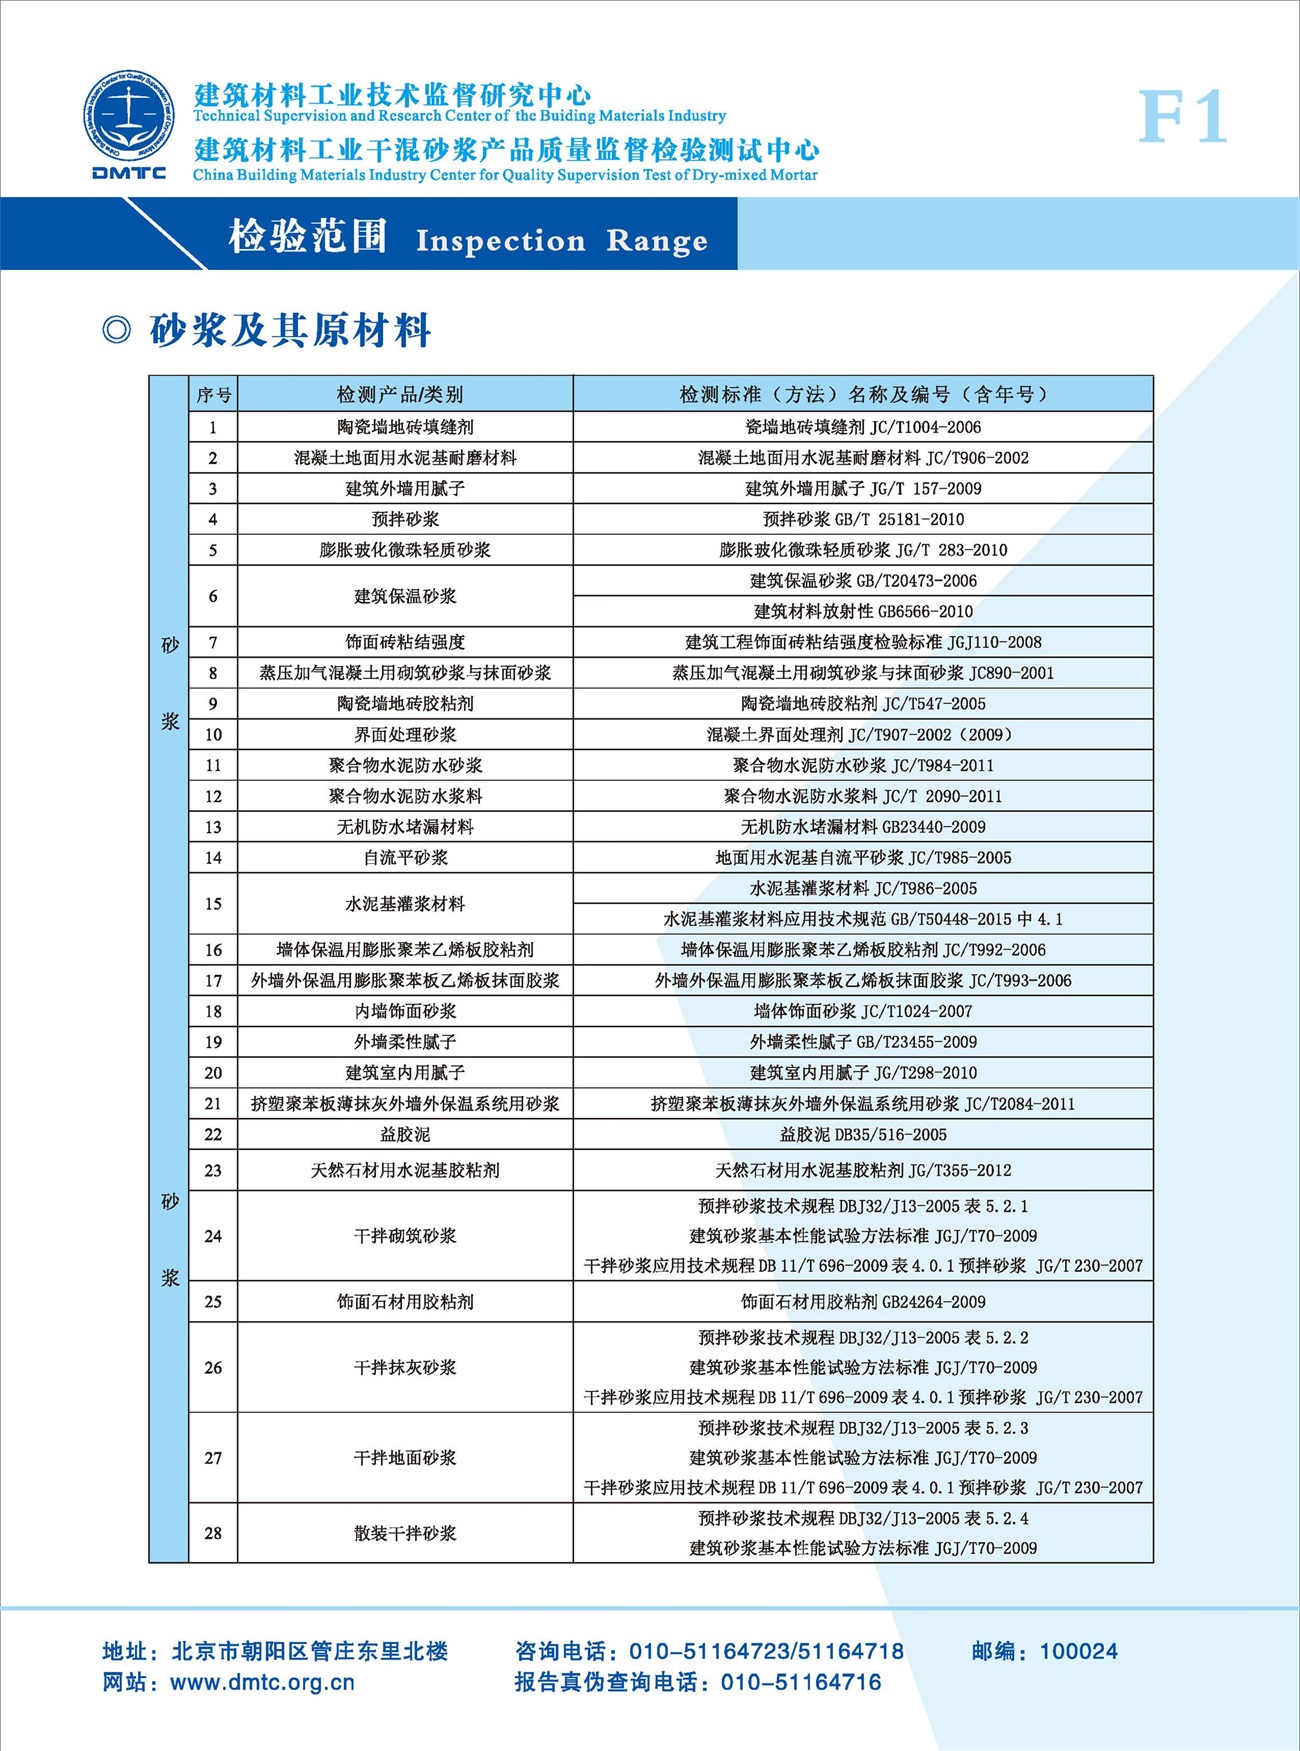 建筑材料工业技术监督研究中心
Technical Supervision and Research Center of the Buiding Materials Industry
建筑材料工业干混砂浆产品质量监督检验测试中心
China Building Materials Industry Center for Quality Supervision Test of Dry-mixed Mortar
DMTC
F1
检验范围 Inspection Range
◎ 砂浆及其原材料
砂浆
砂浆
序号 检测产品/类别 检测标准（方法）名称及编号（含年号）
1 陶瓷墙地砖填缝剂 瓷墙地砖填缝剂 JC/T1004-2006
2 混凝土地面用水泥基耐磨材料 混凝土地面用水泥基耐磨材料 JC/T906-2002
3 建筑外墙用腻子 建筑外墙用腻子 JG/T 157-2009
4 预拌砂浆 预拌砂浆 GB/T 25181-2010
5 膨胀玻化微珠轻质砂浆 膨胀玻化微珠轻质砂浆 JG/T 283-2010
6 建筑保温砂浆 建筑保温砂浆 GB/T20473-2006
建筑材料放射性 GB6566-2010
7 饰面砖粘结强度 建筑工程饰面砖粘结强度检验标准 JGJ110-2008
8 蒸压加气混凝土用砌筑砂浆与抹面砂浆 蒸压加气混凝土用砌筑砂浆与抹面砂浆 JC890-2001
9 陶瓷墙地砖胶粘剂 陶瓷墙地砖胶粘剂 JC/T547-2005
10 界面处理砂浆 混凝土界面处理剂 JC/T907-2002（2009）
11 聚合物水泥防水砂浆 聚合物水泥防水砂浆 JC/T984-2011
12 聚合物水泥防水浆料 聚合物水泥防水浆料 JC/T 2090-2011
13 无机防水堵漏材料 无机防水堵漏材料 GB23440-2009
14 自流平砂浆 地面用水泥基自流平砂浆 JC/T985-2005
15 水泥基灌浆材料 水泥基灌浆材料 JC/T986-2005
水泥基灌浆材料应用技术规范 GB/T50448-2015 中 4.1
16 墙体保温用膨胀聚苯乙烯板胶粘剂 墙体保温用膨胀聚苯乙烯板胶粘剂 JC/T992-2006
17 外墙外保温用膨胀聚苯板乙烯板抹面胶浆 外墙外保温用膨胀聚苯板乙烯板抹面胶浆 JC/T993-2006
18 内墙饰面砂浆 墙体饰面砂浆 JC/T1024-2007
19 外墙柔性腻子 外墙柔性腻子 GB/T23455-2009
20 建筑室内用腻子 建筑室内用腻子 JG/T298-2010
21 挤塑聚苯板薄抹灰外墙外保温系统用砂浆 挤塑聚苯板薄抹灰外墙外保温系统用砂浆 JC/T2084-2011
22 益胶泥 益胶泥 DB35/516-2005
23 天然石材用水泥基胶粘剂 天然石材用水泥基胶粘剂 JG/T355-2012
24 干拌砌筑砂浆 预拌砂浆技术规程 DBJ32/J13-2005 表 5.2.1
建筑砂浆基本性能试验方法标准 JGJ/T70-2009
干拌砂浆应用技术规程 DB 11/T 696-2009 表 4.0.1 预拌砂浆 JG/T 230-2007
25 饰面石材用胶粘剂 饰面石材用胶粘剂 GB24264-2009
26 干拌抹灰砂浆 预拌砂浆技术规程 DBJ32/J13-2005 表 5.2.2
建筑砂浆基本性能试验方法标准 JGJ/T70-2009
干拌砂浆应用技术规程 DB 11/T 696-2009 表 4.0.1 预拌砂浆 JG/T 230-2007
27 干拌地面砂浆 预拌砂浆技术规程 DBJ32/J13-2005 表 5.2.3
建筑砂浆基本性能试验方法标准 JGJ/T70-2009
干拌砂浆应用技术规程 DB 11/T 696-2009 表 4.0.1 预拌砂浆 JG/T 230-2007
28 散装干拌砂浆 预拌砂浆技术规程 DBJ32/J13-2005 表 5.2.4
建筑砂浆基本性能试验方法标准 JGJ/T70-2009
地址：北京市朝阳区管庄东里北楼 咨询电话：010-51164723/51164718 邮编：100024
网站：www.dmtc.org.cn 报告真伪查询电话：010-51164716